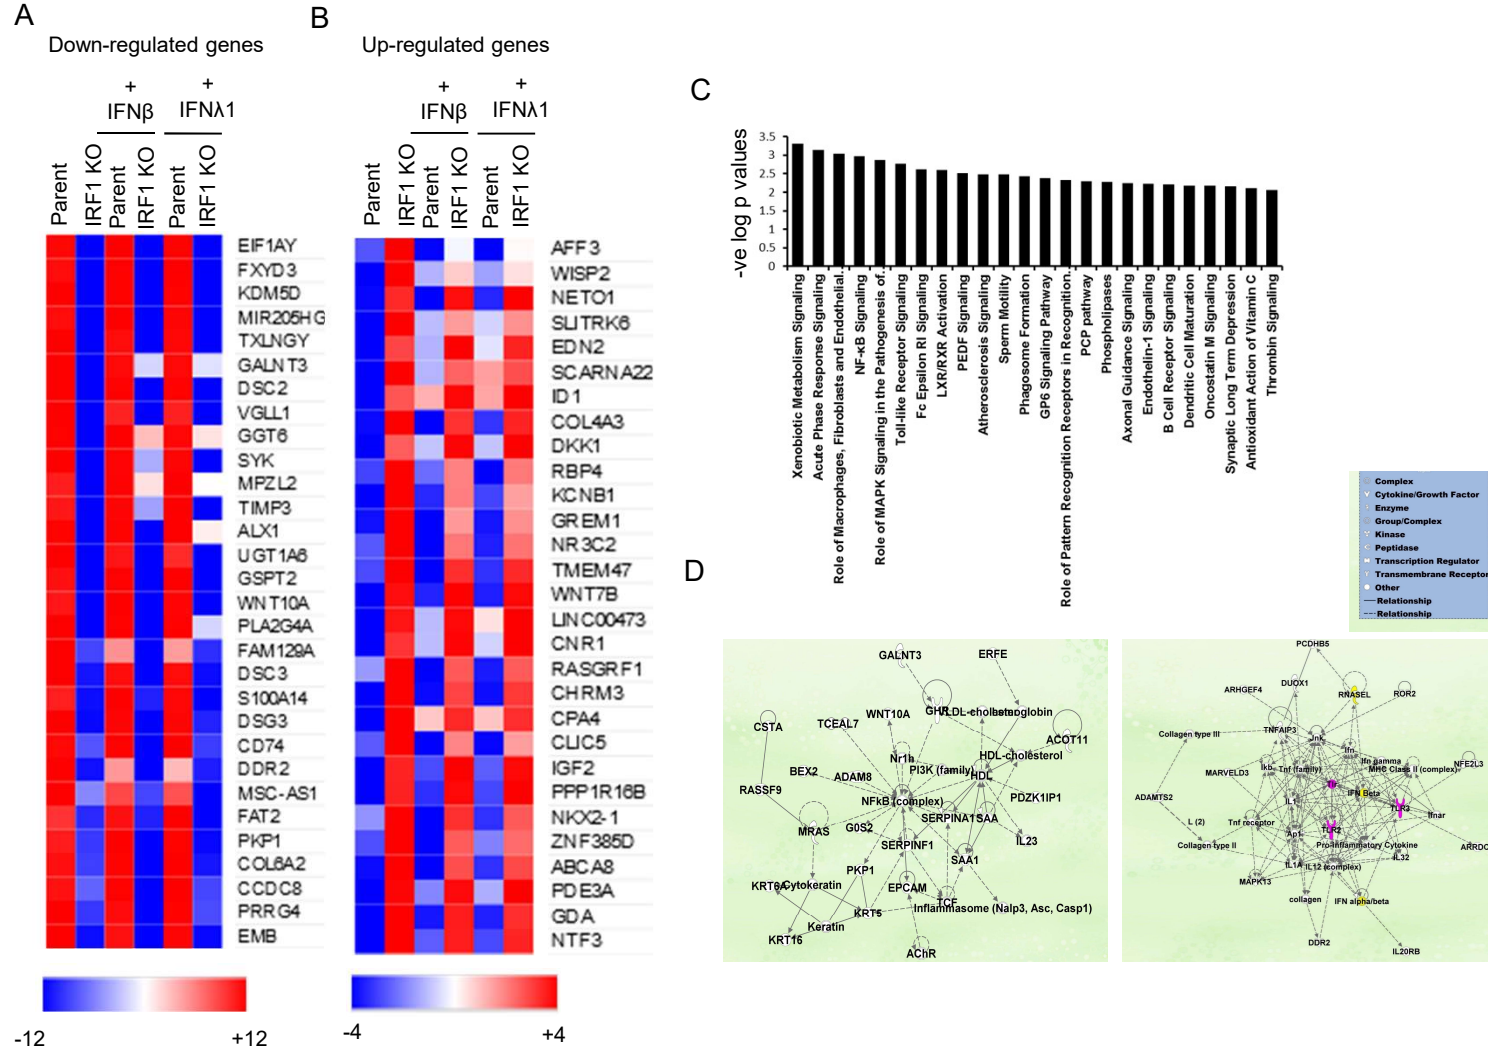 A
Down-regulated genes
+
IFNβ
+
IFNλ1
Parent
IRF1 KO
Parent
IRF1 KO
Parent
IRF1 KO
EIF1AY
FXYD3
KDM5D
MIR205HG
TXLNGY
GALNT3
DSC2
VGLL1
GGT6
SYK
MPZL2
TIMP3
ALX1
UGT1A6
GSPT2
WNT10A
PLA2G4A
FAM129A
DSC3
S100A14
DSG3
CD74
DDR2
MSC-AS1
FAT2
PKP1
COL6A2
CCDC8
PRRG4
EMB
-12
+12
B
Up-regulated genes
+
IFNβ
+
IFNλ1
Parent
IRF1 KO
Parent
IRF1 KO
Parent
IRF1 KO
AFF3
WISP2
NETO1
SLITRK6
EDN2
SCARNA22
ID1
COL4A3
DKK1
RBP4
KCNB1
GREM1
NR3C2
TMEM47
WNT7B
LINC00473
CNR1
RASGRF1
CHRM3
CPA4
CLIC5
IGF2
PPP1R16B
NKX2-1
ZNF385D
ABCA8
PDE3A
GDA
NTF3
-4
+4
C
-ve log p values
3.5
3
2.5
2
1.5
1
0.5
0
Xenobiotic Metabolism Signaling
Acute Phase Response Signaling
Role of Macrophages, Fibroblasts and Endothelial..
NF-κB Signaling
Role of MAPK Signaling in the Pathogenesis of..
Toll-like Receptor Signaling
Fc Epsilon RI Signaling
LXR/RXR Activation
PEDF Signaling
Atherosclerosis Signaling
Sperm Motility
Phagosome Formation
GP6 Signaling Pathway
Role of Pattern Recognition Receptors in Recognition..
PCP pathway
Phospholipases
Axonal Guidance Signaling
Endothelin-1 Signaling
B Cell Receptor Signaling
Dendritic Cell Maturation
Oncostatin M Signaling
Synaptic Long Term Depression
Antioxidant Action of Vitamin C
Thrombin Signaling
Complex
Cytokine/Growth Factor
Enzyme
Group/Complex
Kinase
Peptidase
Transcription Regulator
Transmembrane Receptor
Other
Relationship
Relationship
D
GALNT3
ERFE
GHR
VLDL-cholesterol
hemoglobin
WNT10A
TCEAL7
CSTA
ACOT11
Nr1h
HDL-cholesterol
PI3K (family)
HDL
BEX2
ADAM8
RASSF9
NFkB (complex)
PDZK1IP1
SERPINA1
SAA
MRAS
G0S2
IL23
SERPINF1
SAA1
PKP1
KRT6A
Cytokeratin
EPCAM
TCF
Inflammasome (Nalp3, Asc, Casp1)
KRT5
Keratin
KRT16
AChR
PCDHB5
DUOX1
ARHGEF4
RNASEL
ROR2
TNFAIP3
Collagen type III
Jnk
Ifn
Ifn gamma
MHC Class II (complex)
NFE2L3
Ikb
Tnf (family)
MARVELD3
ADAMTS2
IL1
IFN Beta
TLR3
Ifnar
L (2)
Tnf receptor
Ap1
TLR2
Collagen type II
Pro-inflammatory Cytokine
ARRDC
IL32
IL1A
IL12 (complex)
MAPK13
collagen
IFN alpha/beta
DDR2
IL20RB